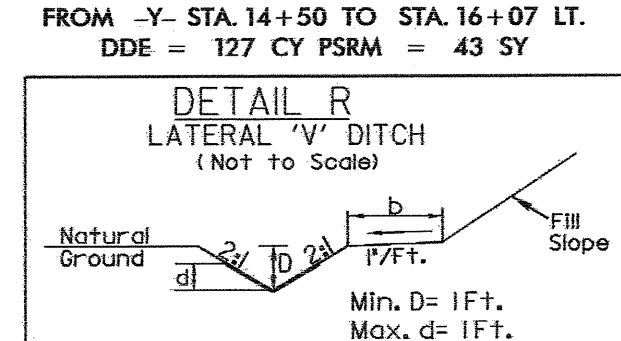 FROM -Y- STA. 14+50 TO STA. 16+07 LT.
DDE = 127 CY PSRM = 43 SY
DETAIL R
LATERAL 'V' DITCH
(Not to Scale)
b
Natural
Ground
2:1
D
2:1
1"/Ft.
Fill
Slope
d
Min. D= 1Ft.
Max. d= 1Ft.